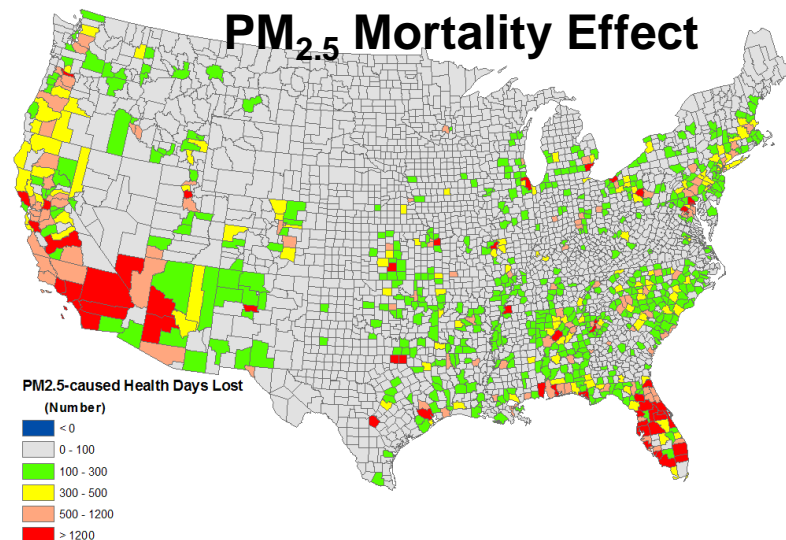 PM2.5 Mortality Effect
PM2.5-caused Health Days Lost
(Number)
< 0
0 - 100
100 - 300
300 - 500
500 - 1200
> 1200